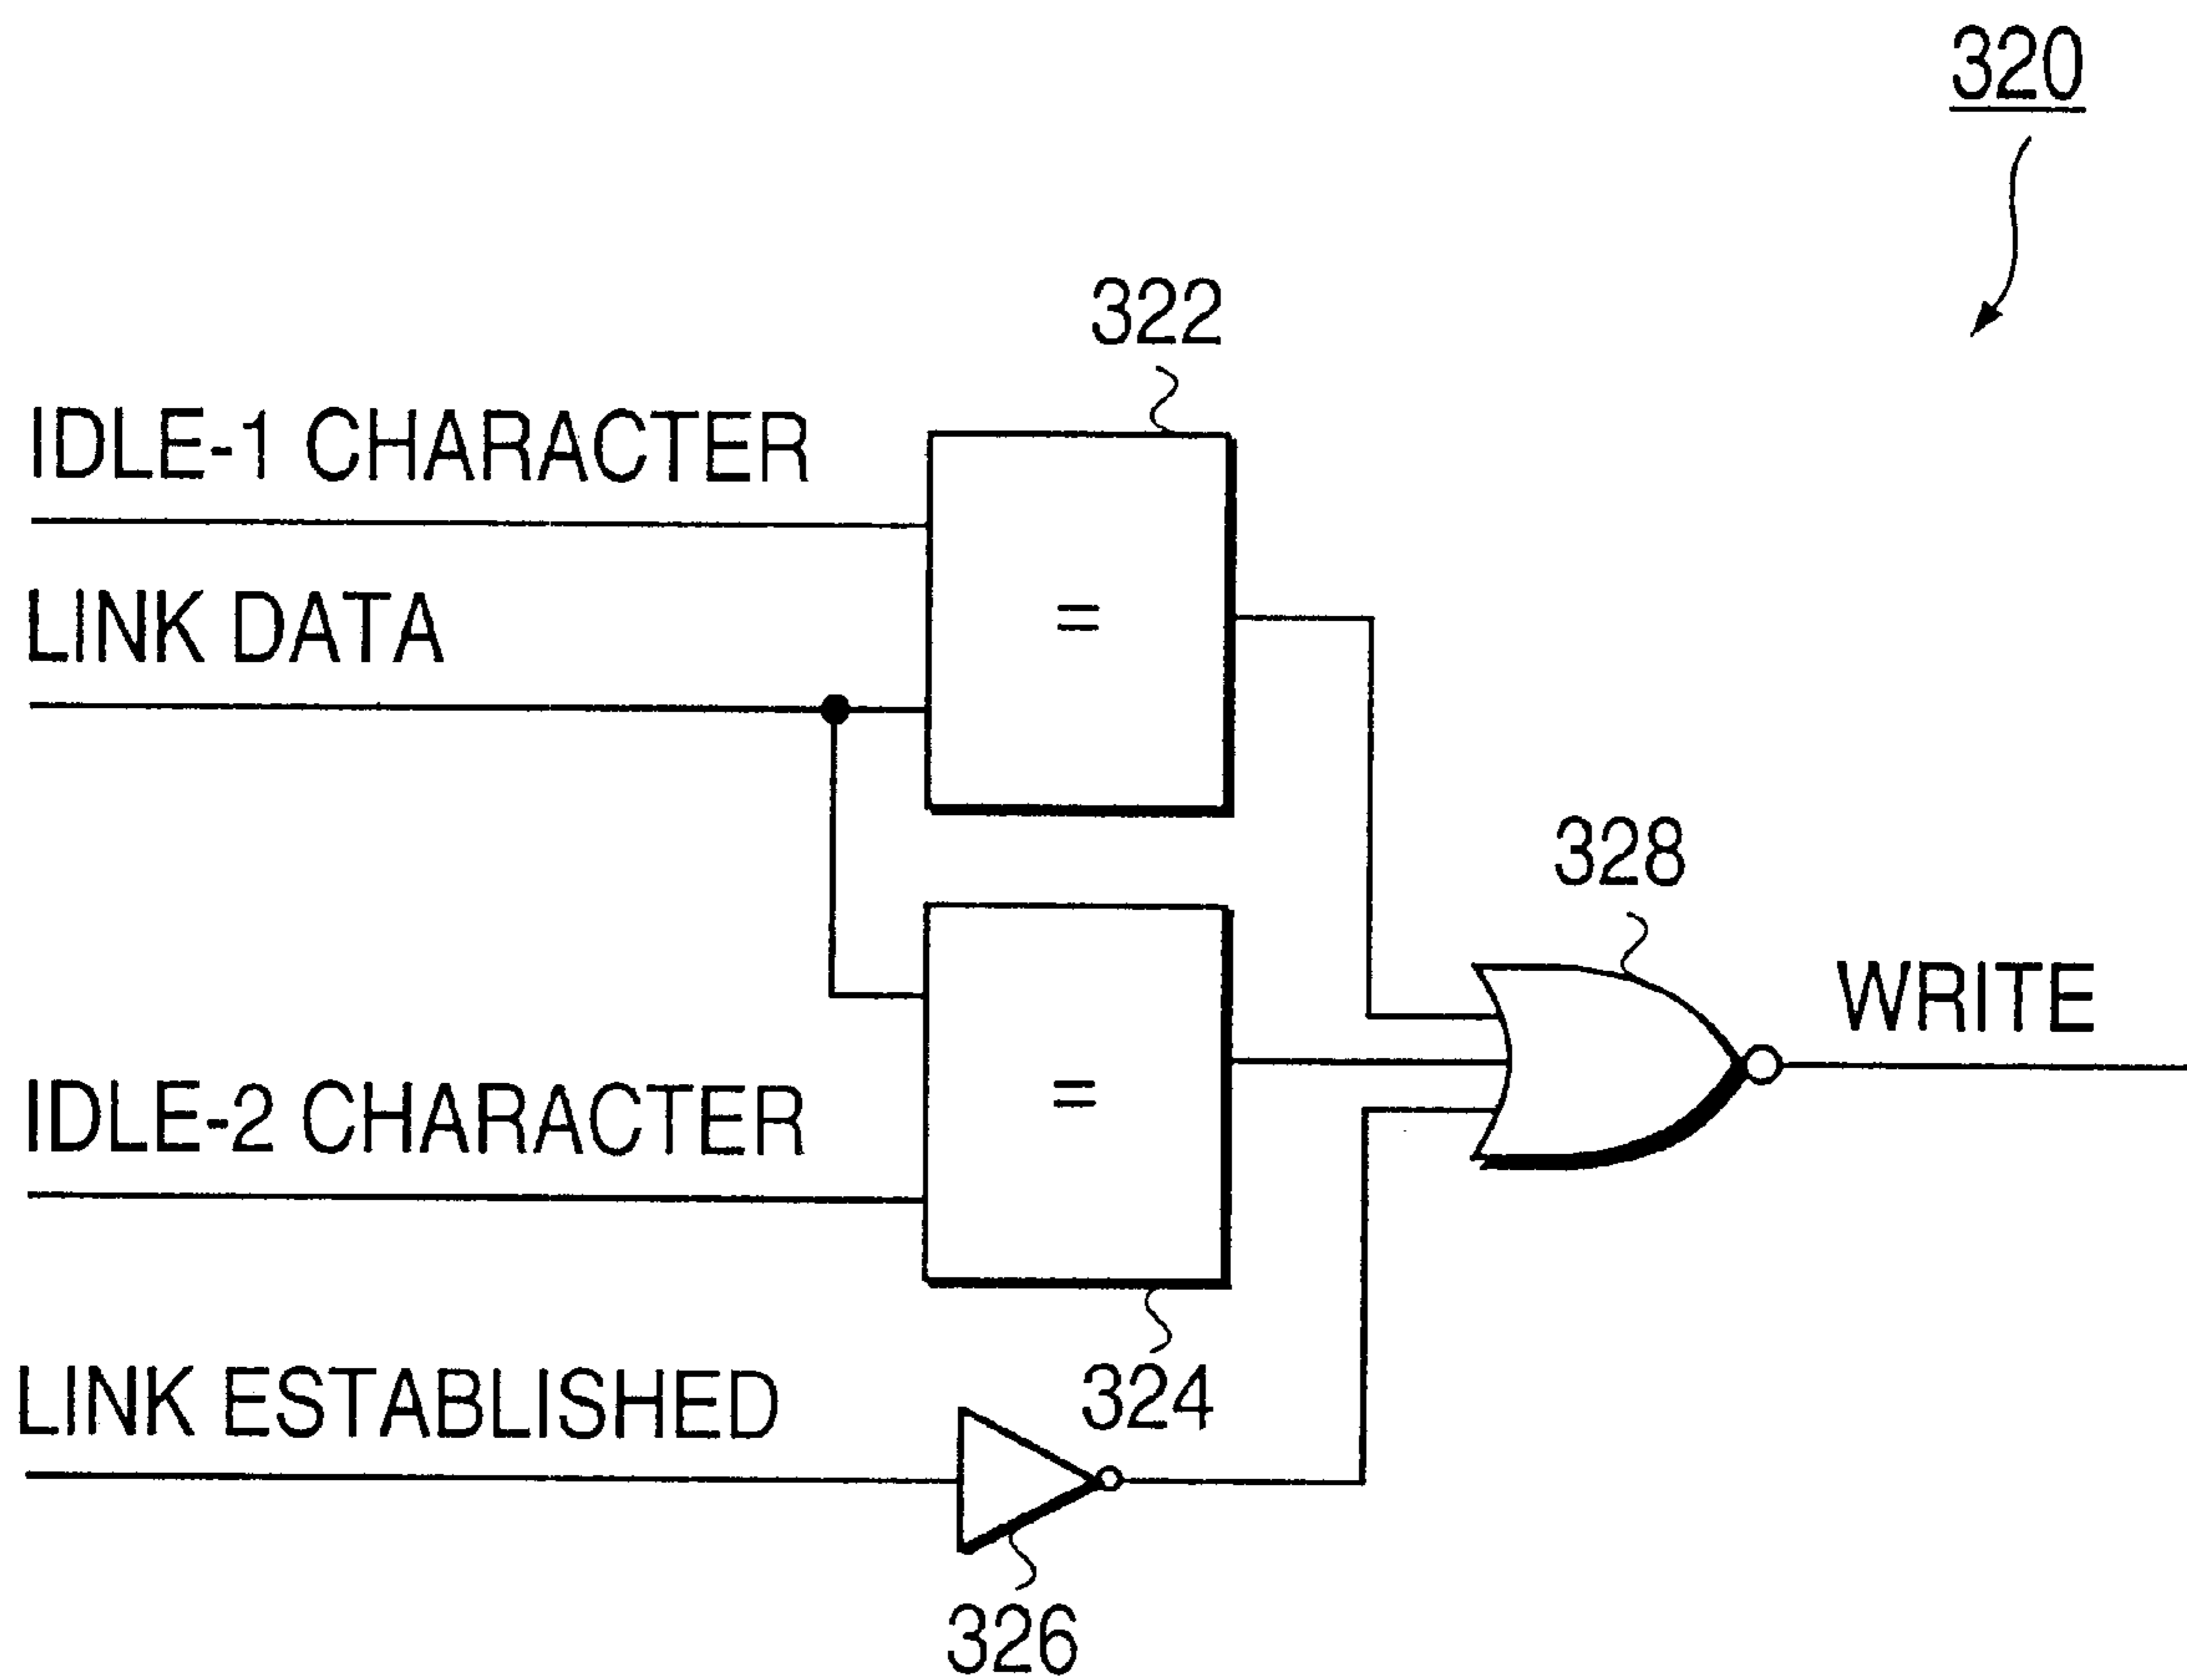 320
322
IDLE-1 CHARACTER
=
LINK DATA
328
WRITE
=
IDLE-2 CHARACTER
324
LINK ESTABLISHED
326